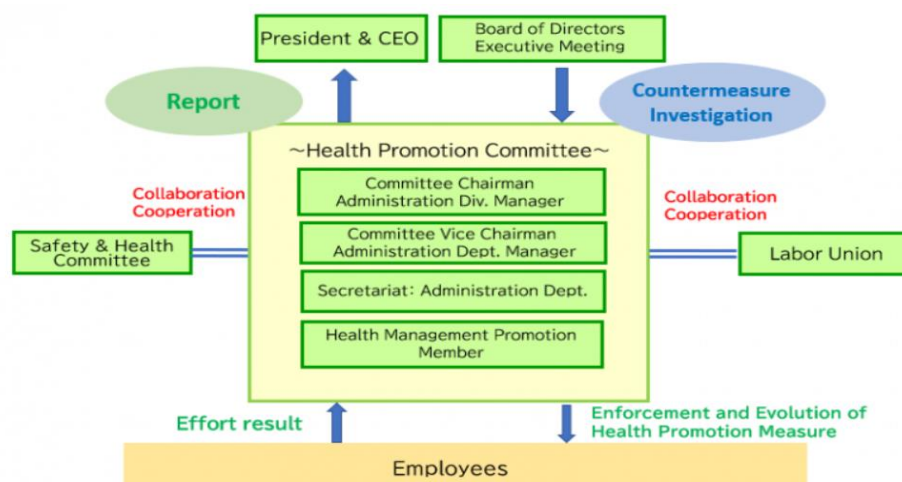 President & CEO
Board of Directors
Executive Meeting
Report
Countermeasure
Investigation
～Health Promotion Committee～
Committee Chairman
Administration Div. Manager
Collaboration
Cooperation
Collaboration
Cooperation
Safety & Health
Committee
Committee Vice Chairman
Administration Dept. Manager
Labor Union
Secretariat: Administration Dept.
Health Management Promotion
Member
Effort result
Enforcement and Evolution of
Health Promotion Measure
Employees